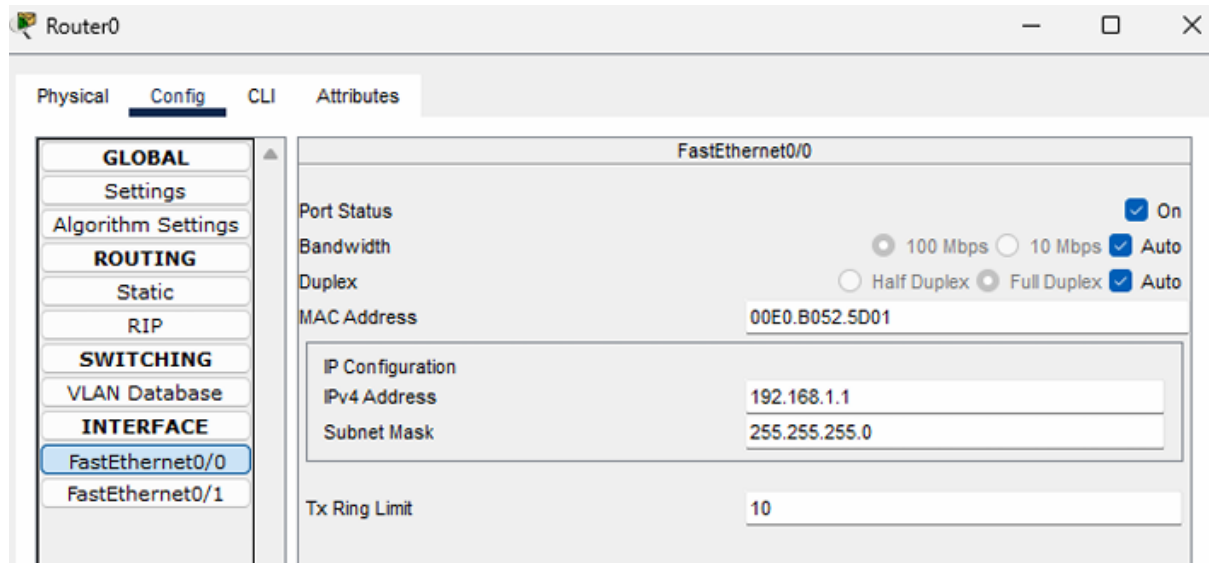 Router0
Physical Config CLI Attributes
GLOBAL
Settings
Algorithm Settings
ROUTING
Static
RIP
SWITCHING
VLAN Database
INTERFACE
FastEthernet0/0
FastEthernet0/1
FastEthernet0/0
Port Status On
Bandwidth 100 Mbps 10 Mbps Auto
Duplex Half Duplex Full Duplex Auto
MAC Address 00E0.B052.5D01
IP Configuration
IPv4 Address 192.168.1.1
Subnet Mask 255.255.255.0
Tx Ring Limit 10